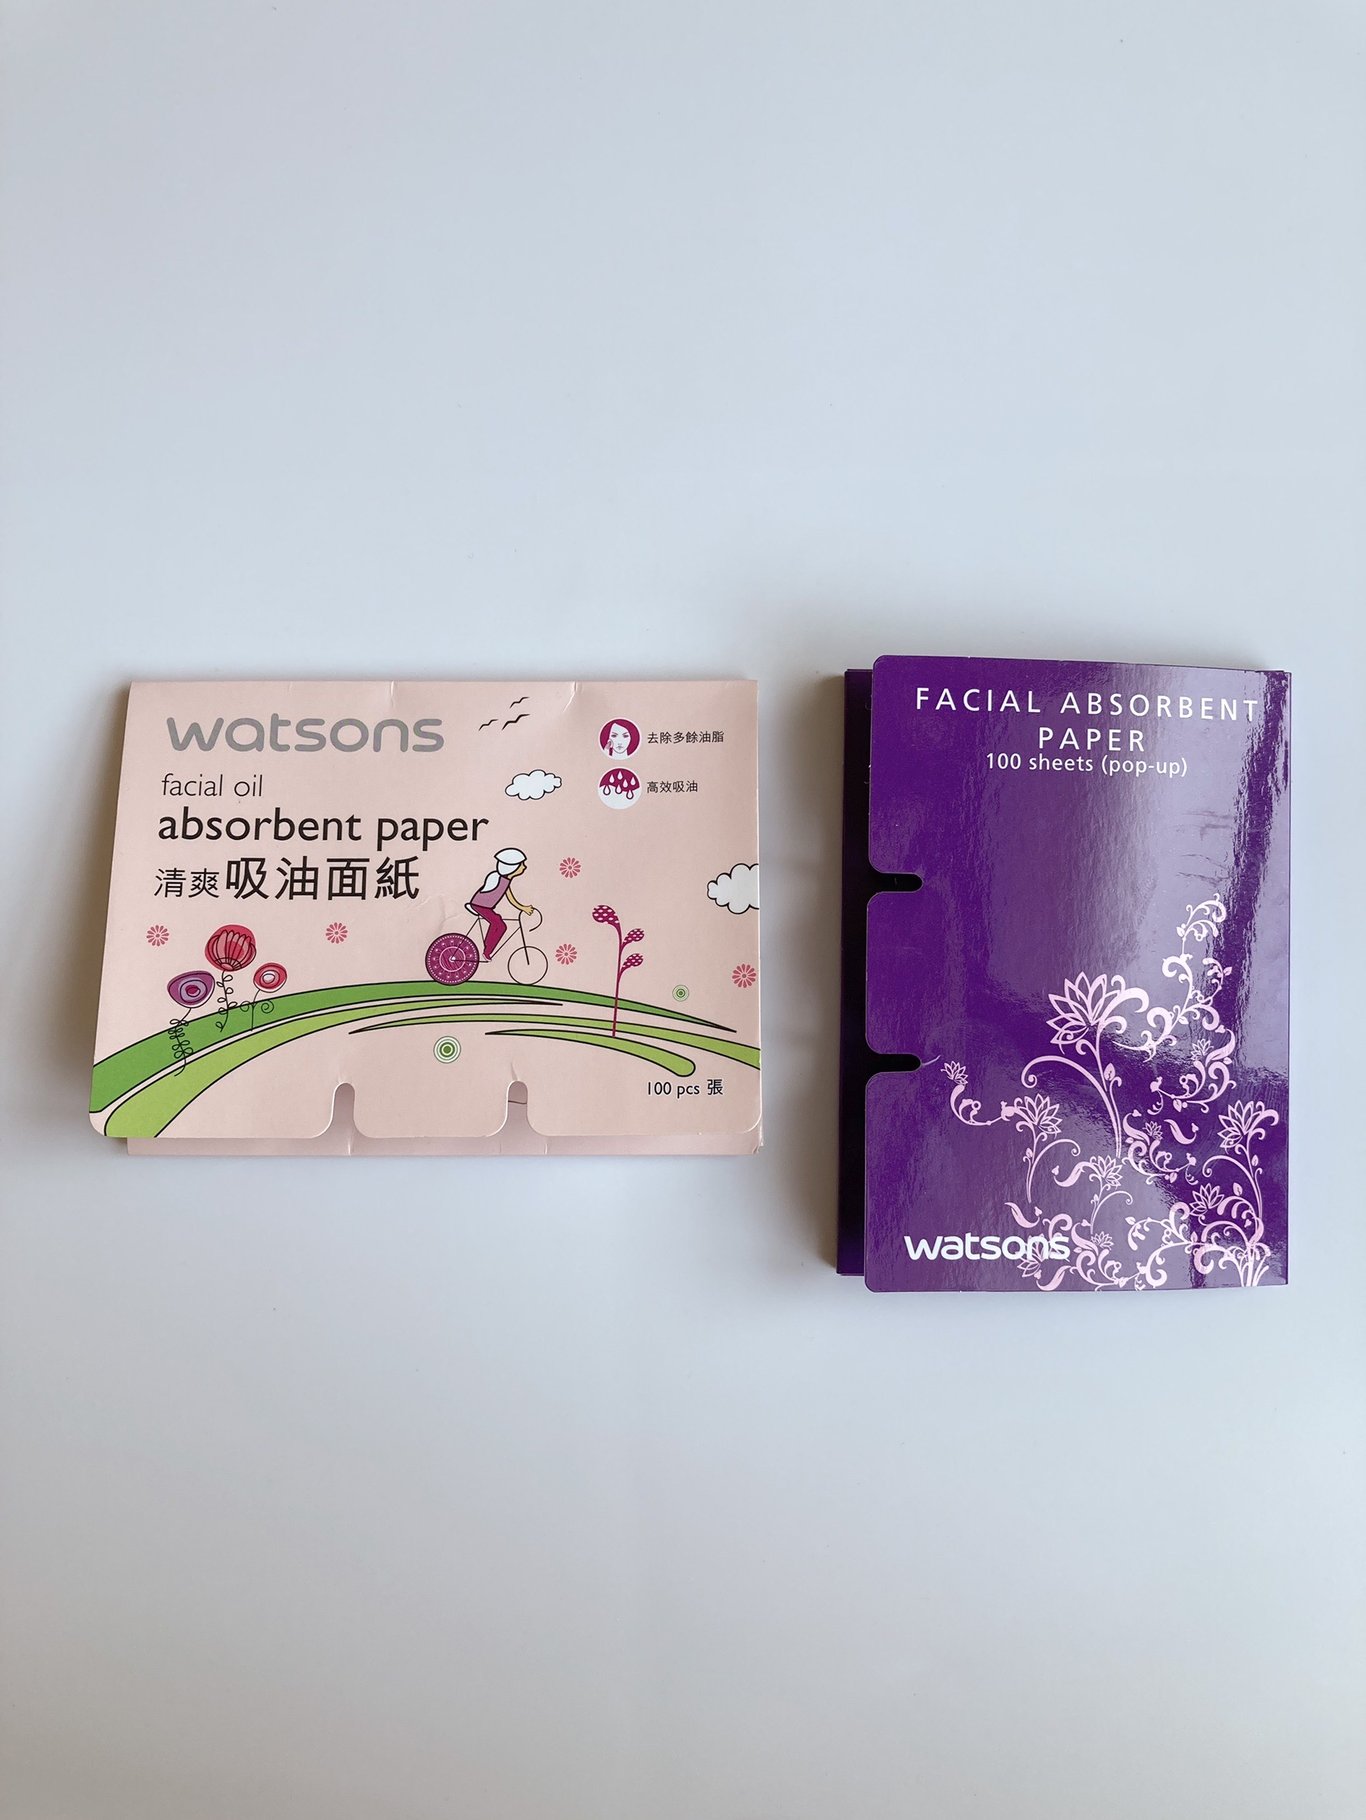 watsons
facial oil
absorbent paper
清爽吸油面紙
去除多餘油脂
高效吸油
100 pcs 張
FACIAL ABSORBENT
PAPER
100 sheets (pop-up)
watsons